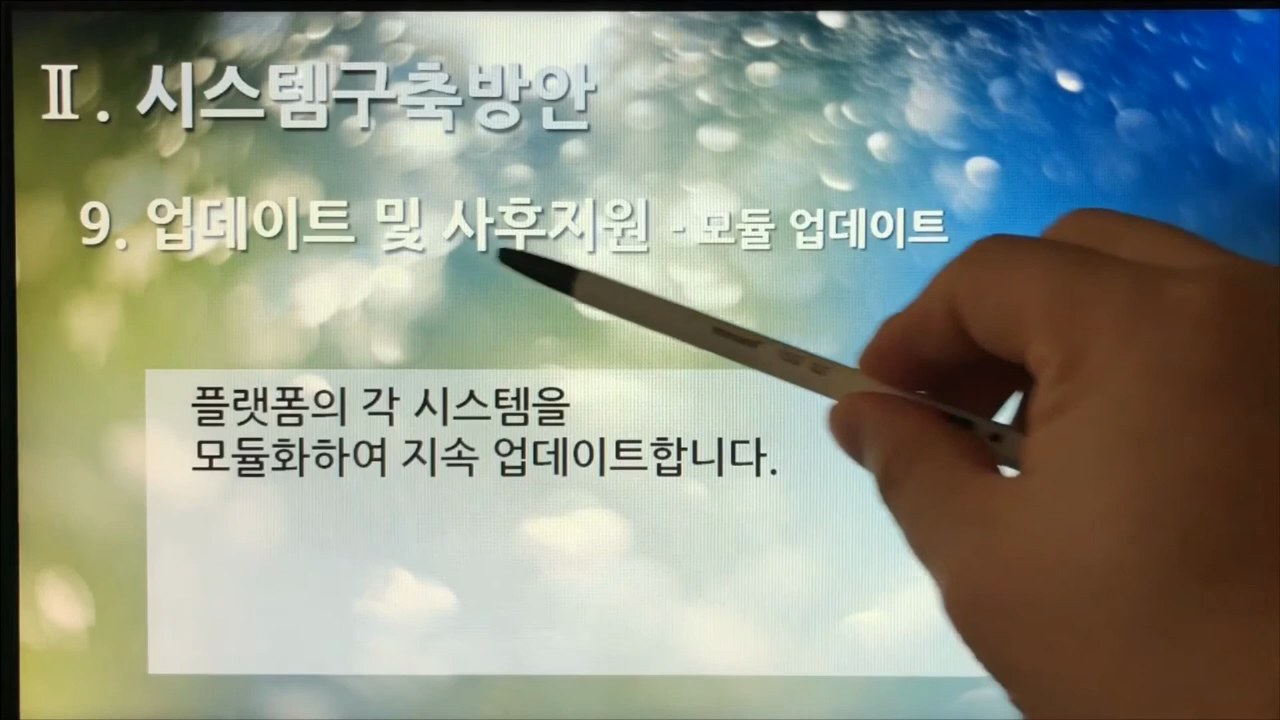 Ⅱ. 시스템구축방안
9. 업데이트 및 사후지원 - 모듈 업데이트
플랫폼의 각 시스템을
모듈화하여 지속 업데이트합니다.